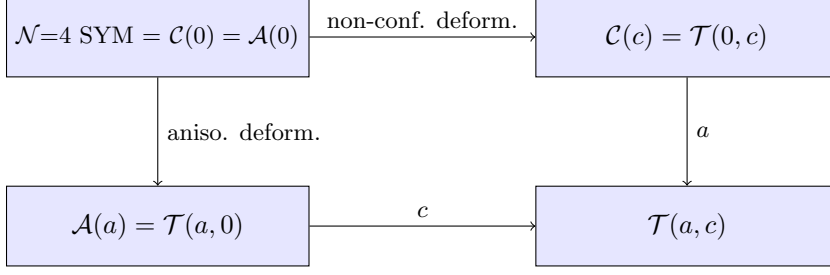 𝒩=4 SYM = 𝒞(0) = 𝒜(0)
non-conf. deform.
𝒞(c) = 𝒯(0, c)
aniso. deform.
a
𝒜(a) = 𝒯(a, 0)
c
𝒯(a, c)